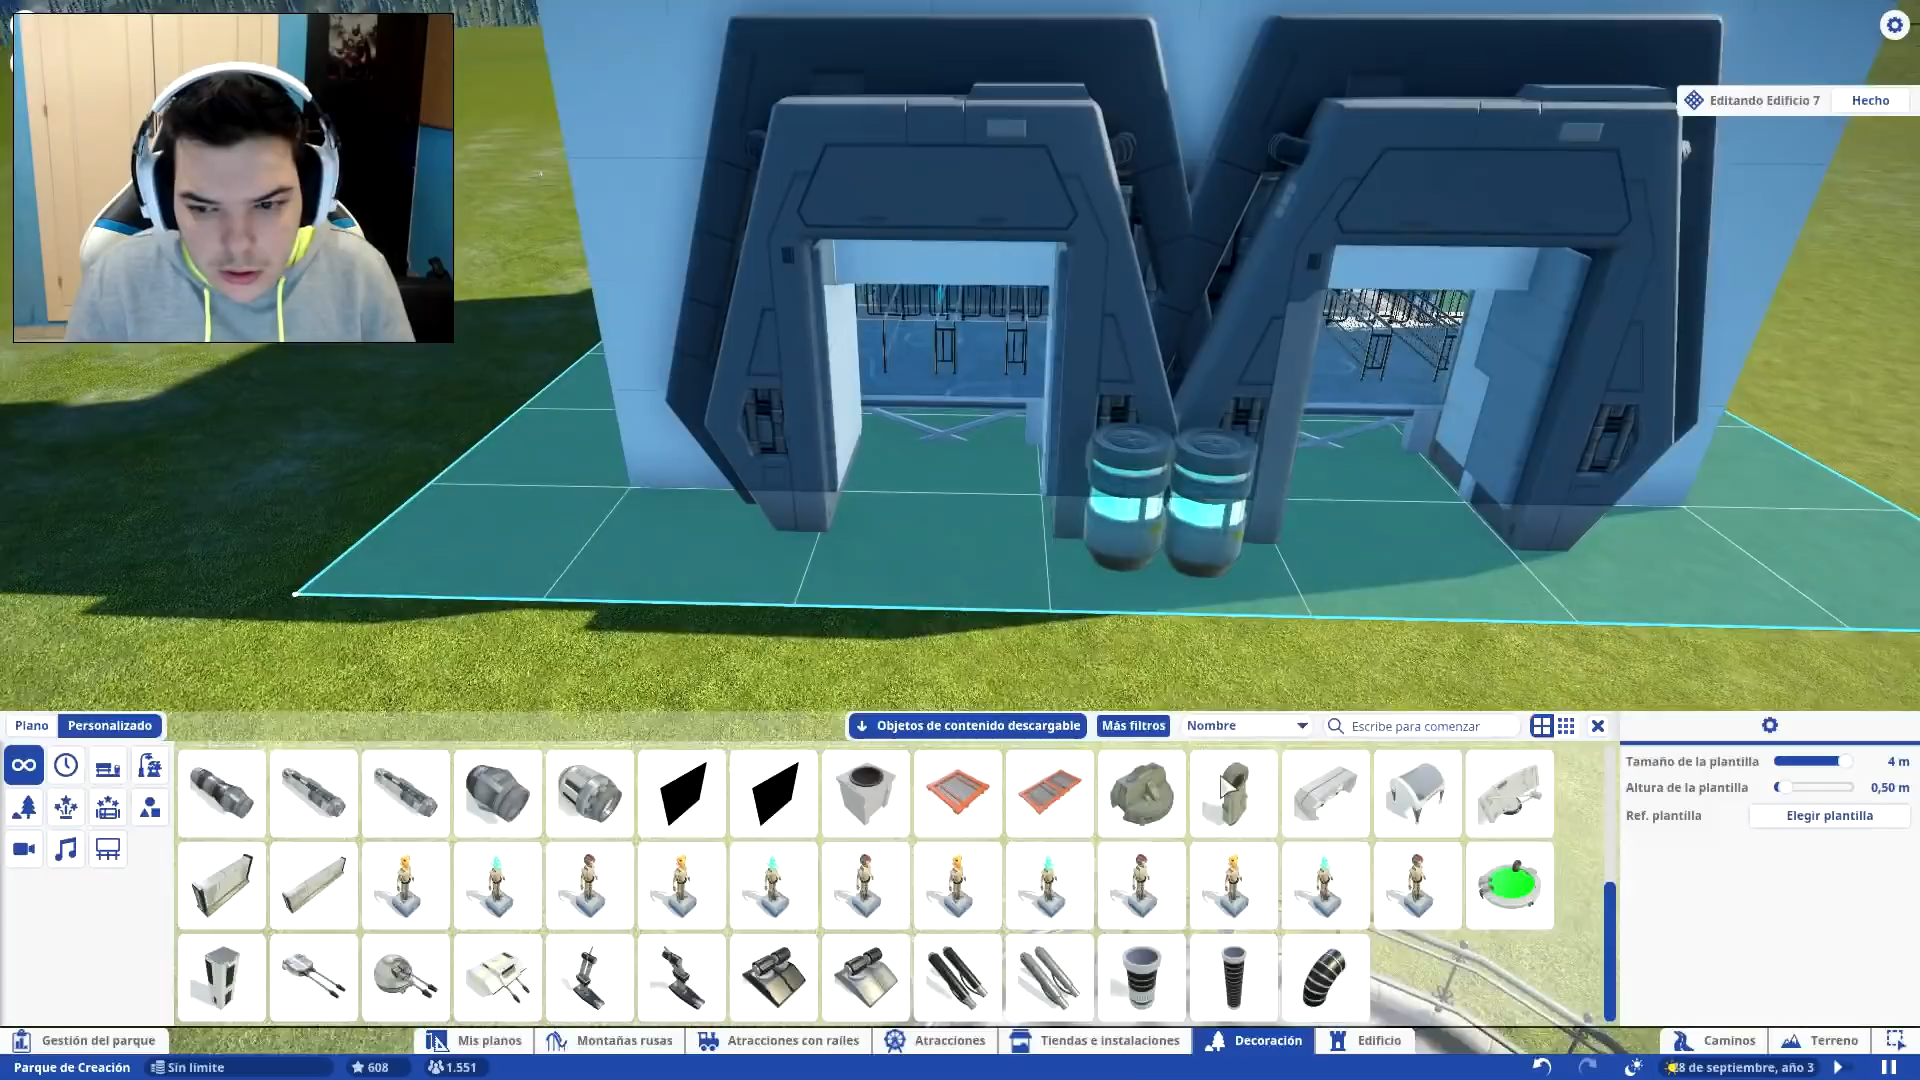 Editando Edificio 7
Hecho
Plano
Personalizado
Objetos de contenido descargable
Más filtros
Nombre
Escribe para comenzar
Tamaño de la plantilla
4 m
Altura de la plantilla
0,50 m
Ref. plantilla
Elegir plantilla
Gestión del parque
Mis planos
Montañas rusas
Atracciones con raíles
Atracciones
Tiendas e instalaciones
Decoración
Edificio
Caminos
Terreno
Parque de Creación
Sin límite
608
1.551
8 de septiembre, año 3